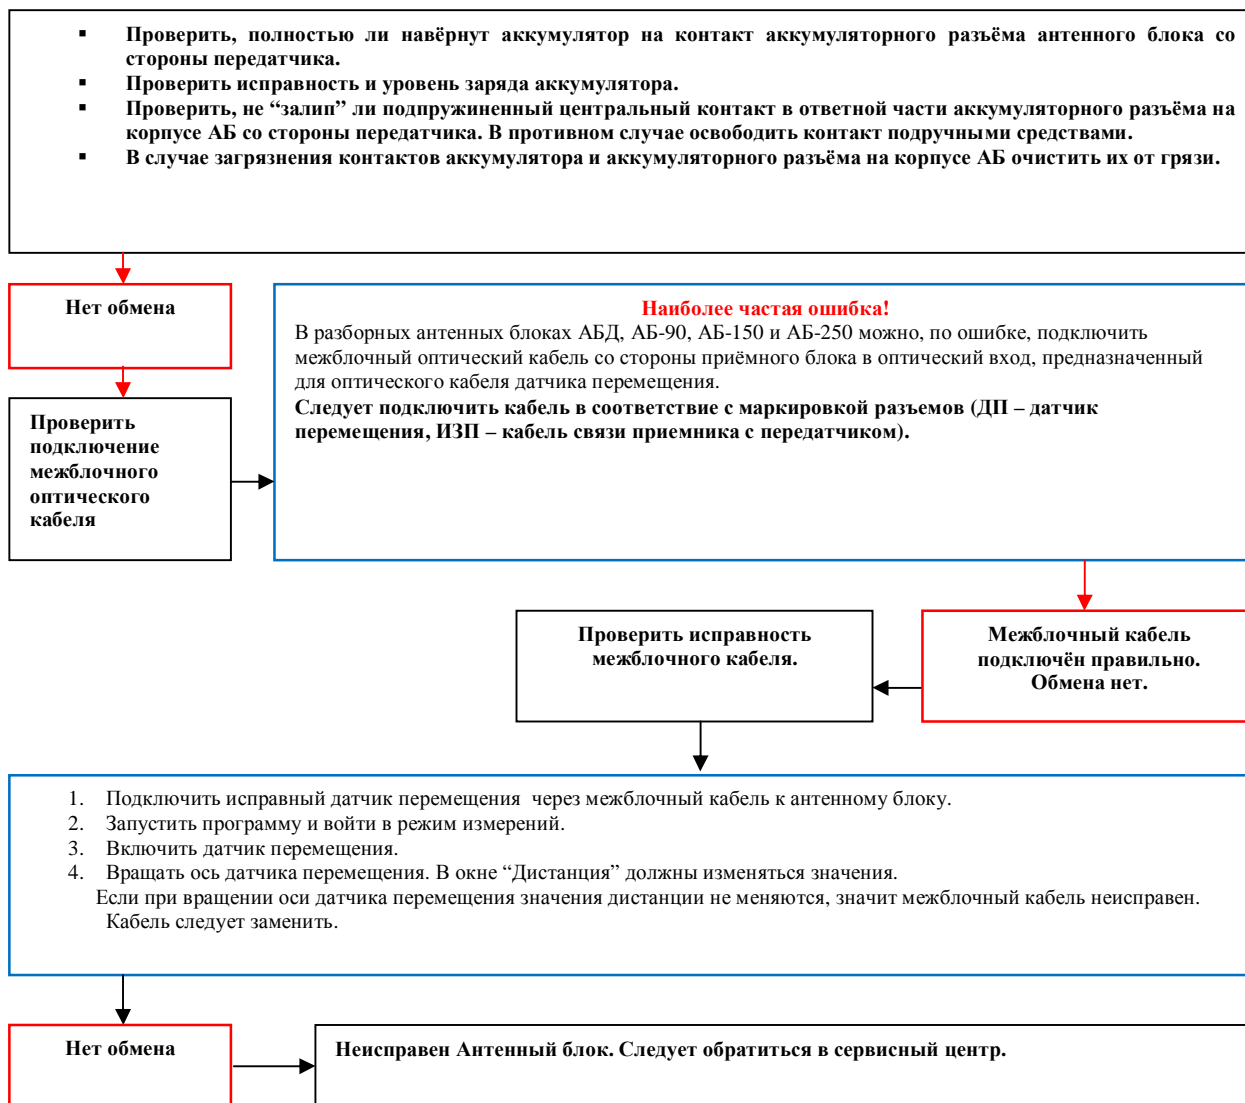 ▪ Проверить, полностью ли навёрнут аккумулятор на контакт аккумуляторного разъёма антенного блока со
стороны передатчика.
▪ Проверить исправность и уровень заряда аккумулятора.
▪ Проверить, не “залип” ли подпружиненный центральный контакт в ответной части аккумуляторного разъёма на
корпусе АБ со стороны передатчика. В противном случае освободить контакт подручными средствами.
▪ В случае загрязнения контактов аккумулятора и аккумуляторного разъёма на корпусе АБ очистить их от грязи.
Нет обмена
Наиболее частая ошибка!
В разборных антенных блоках АБД, АБ-90, АБ-150 и АБ-250 можно, по ошибке, подключить
межблочный оптический кабель со стороны приёмного блока в оптический вход, предназначенный
для оптического кабеля датчика перемещения.
Следует подключить кабель в соответствие с маркировкой разъемов (ДП – датчик
перемещения, ИЗП – кабель связи приемника с передатчиком).
Проверить
подключение
межблочного
оптического
кабеля
Межблочный кабель
подключён правильно.
Обмена нет.
Проверить исправность
межблочного кабеля.
1. Подключить исправный датчик перемещения через межблочный кабель к антенному блоку.
2. Запустить программу и войти в режим измерений.
3. Включить датчик перемещения.
4. Вращать ось датчика перемещения. В окне “Дистанция” должны изменяться значения.
Если при вращении оси датчика перемещения значения дистанции не меняются, значит межблочный кабель неисправен.
Кабель следует заменить.
Нет обмена
Неисправен Антенный блок. Следует обратиться в сервисный центр.